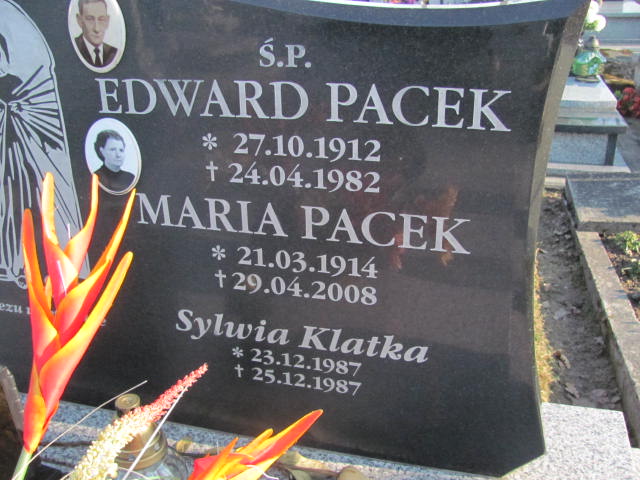 Ś.P.
EDWARD PACEK
* 27.10.1912
† 24.04.1982
MARIA PACEK
* 21.03.1914
† 29.04.2008
Sylwia Klatka
* 23.12.1987
† 25.12.1987